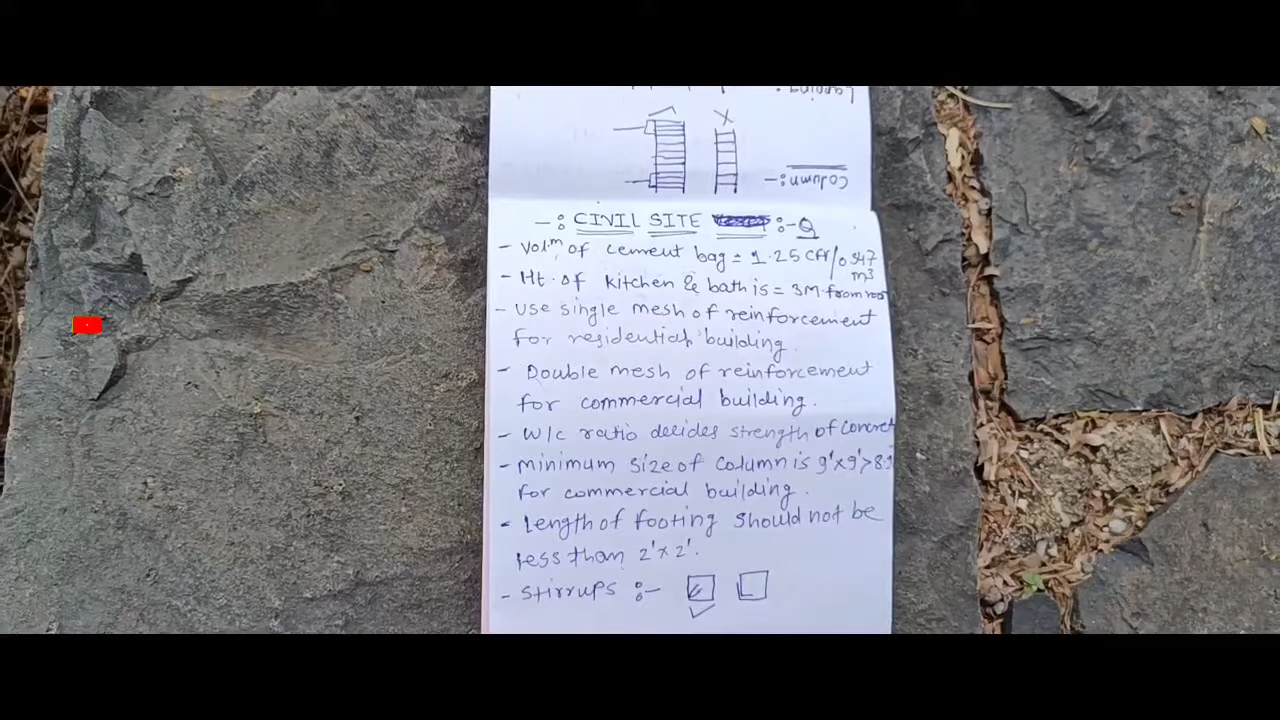 Lapping :
Column :-
-: CIVIL SITE :- Q
- Vol.m of cement bag = 1.25 CFT/0.347
m3
- Ht. of kitchen & bath is = 3M from
- Use single mesh of reinforcement
for residential building.
- Double mesh of reinforcement
for commercial building.
- W/c ratio decides strength of concret
- minimum size of column is 9'x9'>8.
for commercial building.
- Length of footing should not be
less than 2'x2'.
- Stirrups :-